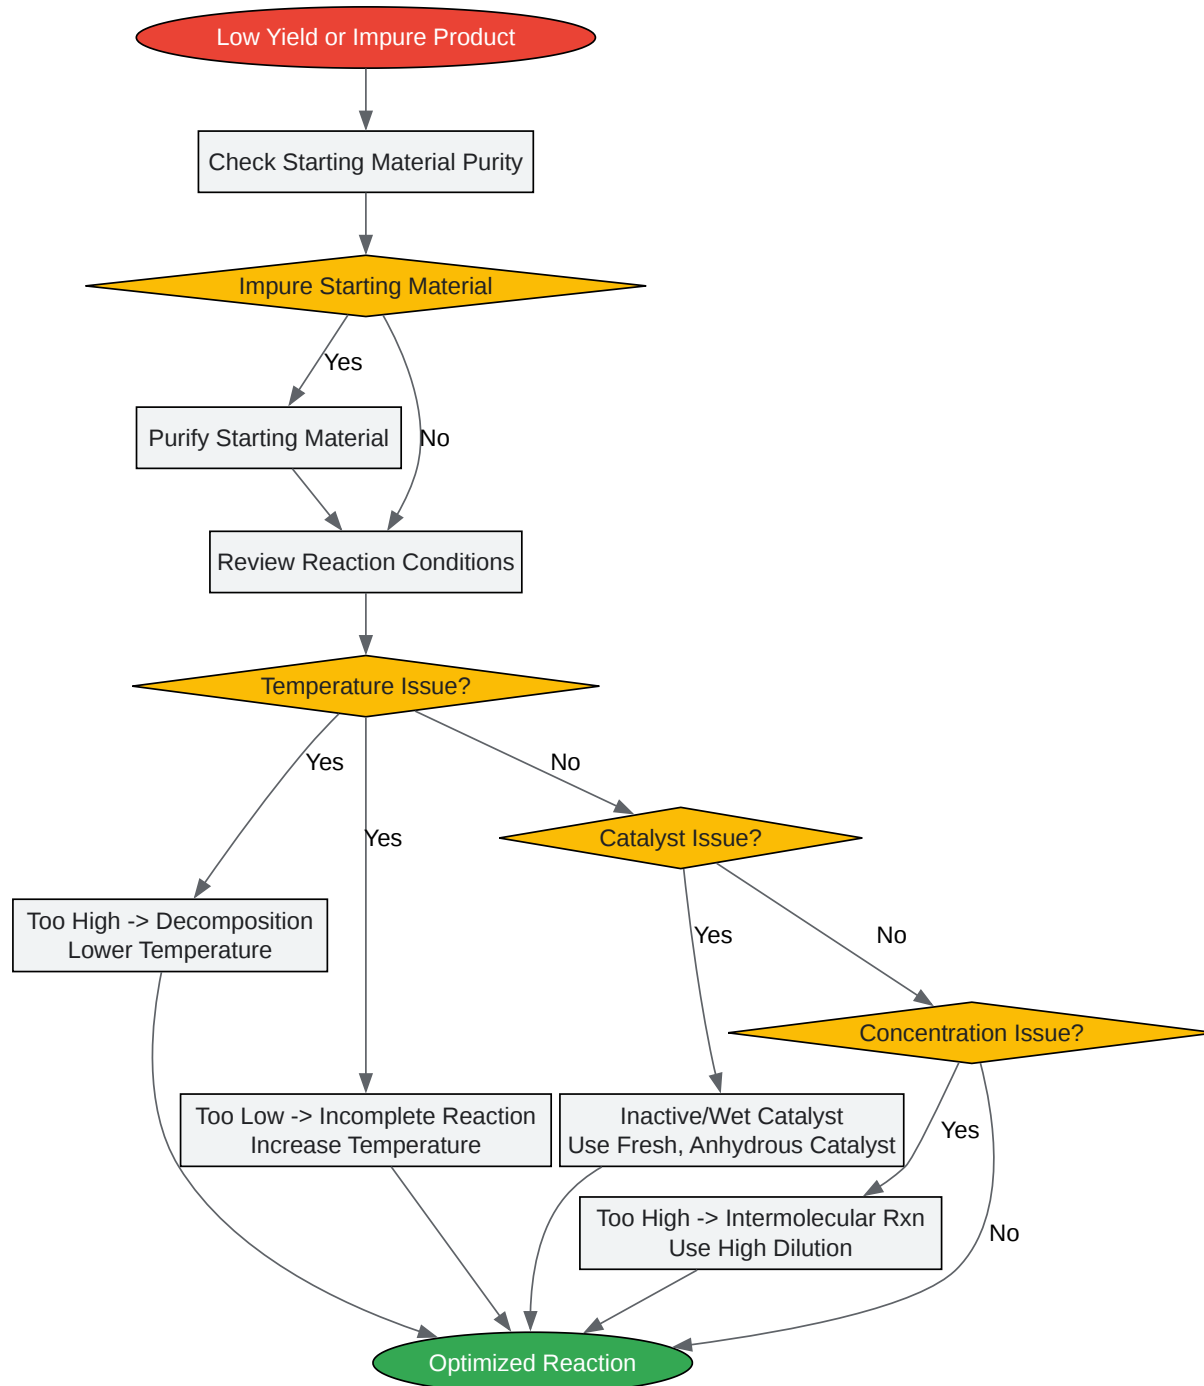 Low Yield or Impure Product
Check Starting Material Purity
Impure Starting Material
Yes
Purify Starting Material
No
Review Reaction Conditions
Temperature Issue?
Yes
No
Yes
Catalyst Issue?
Too High -> Decomposition
Lower Temperature
Yes
No
Concentration Issue?
Too Low -> Incomplete Reaction
Increase Temperature
Inactive/Wet Catalyst
Use Fresh, Anhydrous Catalyst
Yes
Too High -> Intermolecular Rxn
Use High Dilution
No
Optimized Reaction